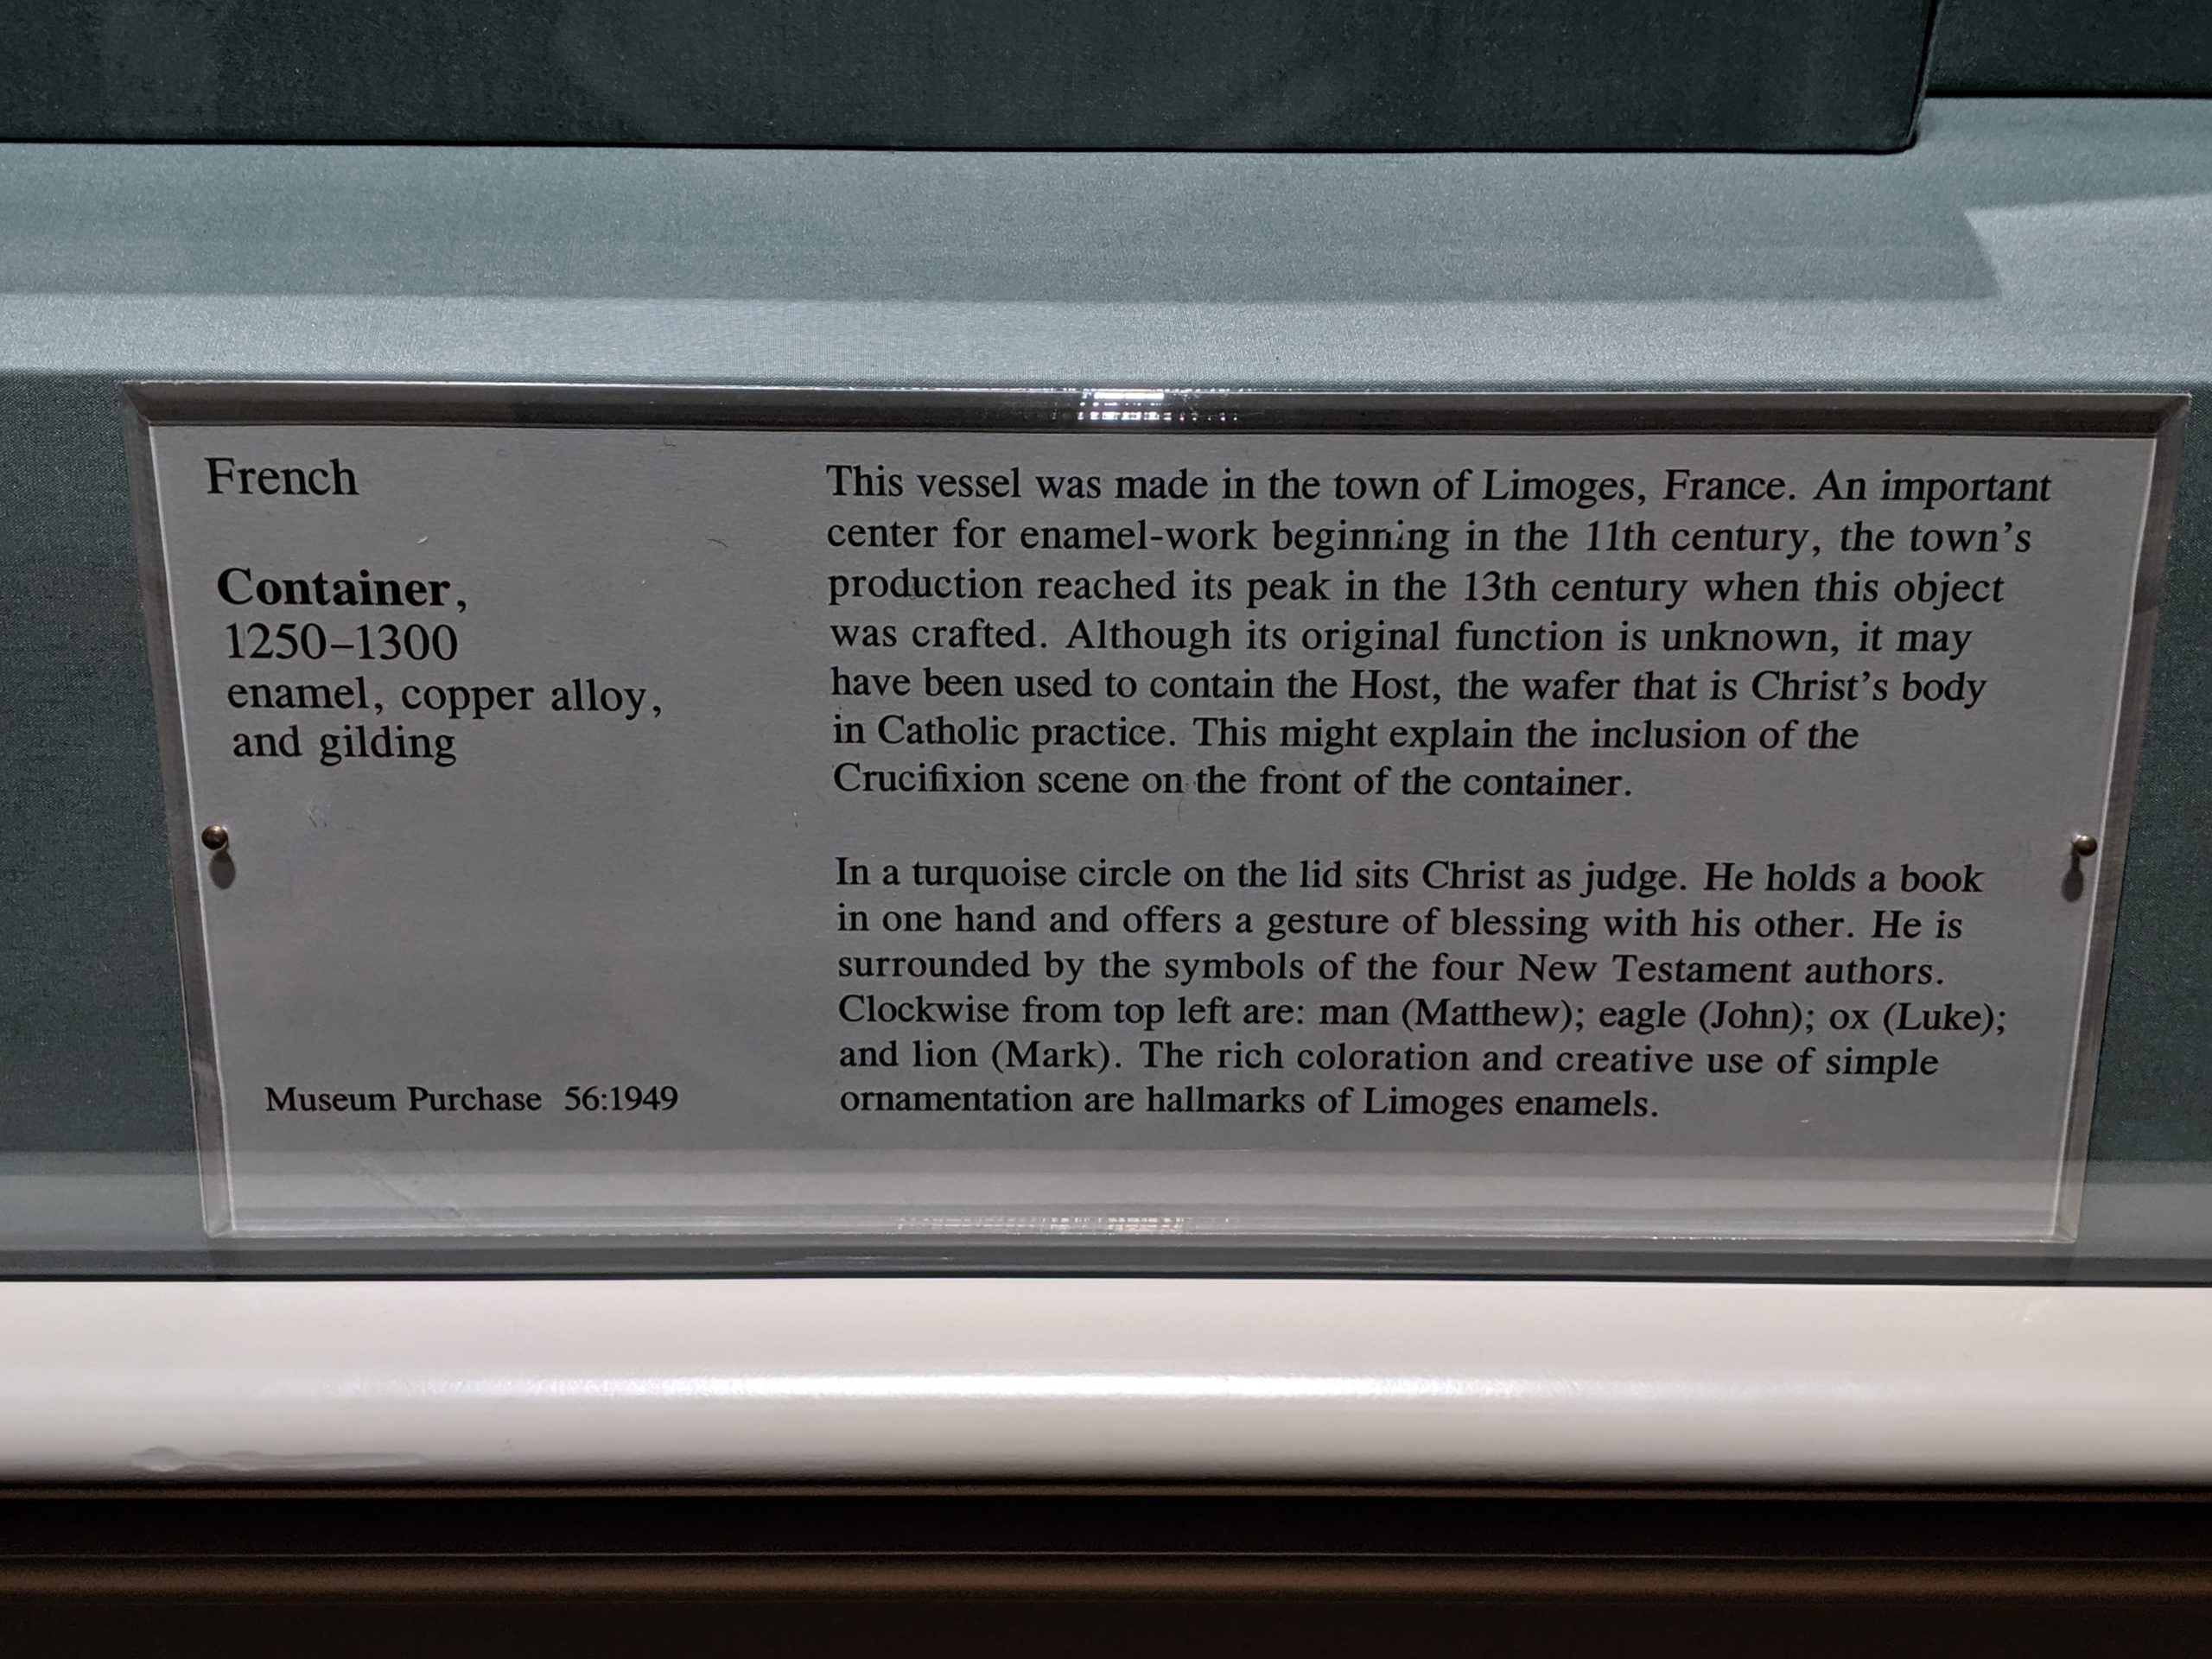 French
Container,
1250–1300
enamel, copper alloy,
and gilding
Museum Purchase 56:1949
This vessel was made in the town of Limoges, France. An important
center for enamel-work beginning in the 11th century, the town's
production reached its peak in the 13th century when this object
was crafted. Although its original function is unknown, it may
have been used to contain the Host, the wafer that is Christ's body
in Catholic practice. This might explain the inclusion of the
Crucifixion scene on the front of the container.
In a turquoise circle on the lid sits Christ as judge. He holds a book
in one hand and offers a gesture of blessing with his other. He is
surrounded by the symbols of the four New Testament authors.
Clockwise from top left are: man (Matthew); eagle (John); ox (Luke);
and lion (Mark). The rich coloration and creative use of simple
ornamentation are hallmarks of Limoges enamels.